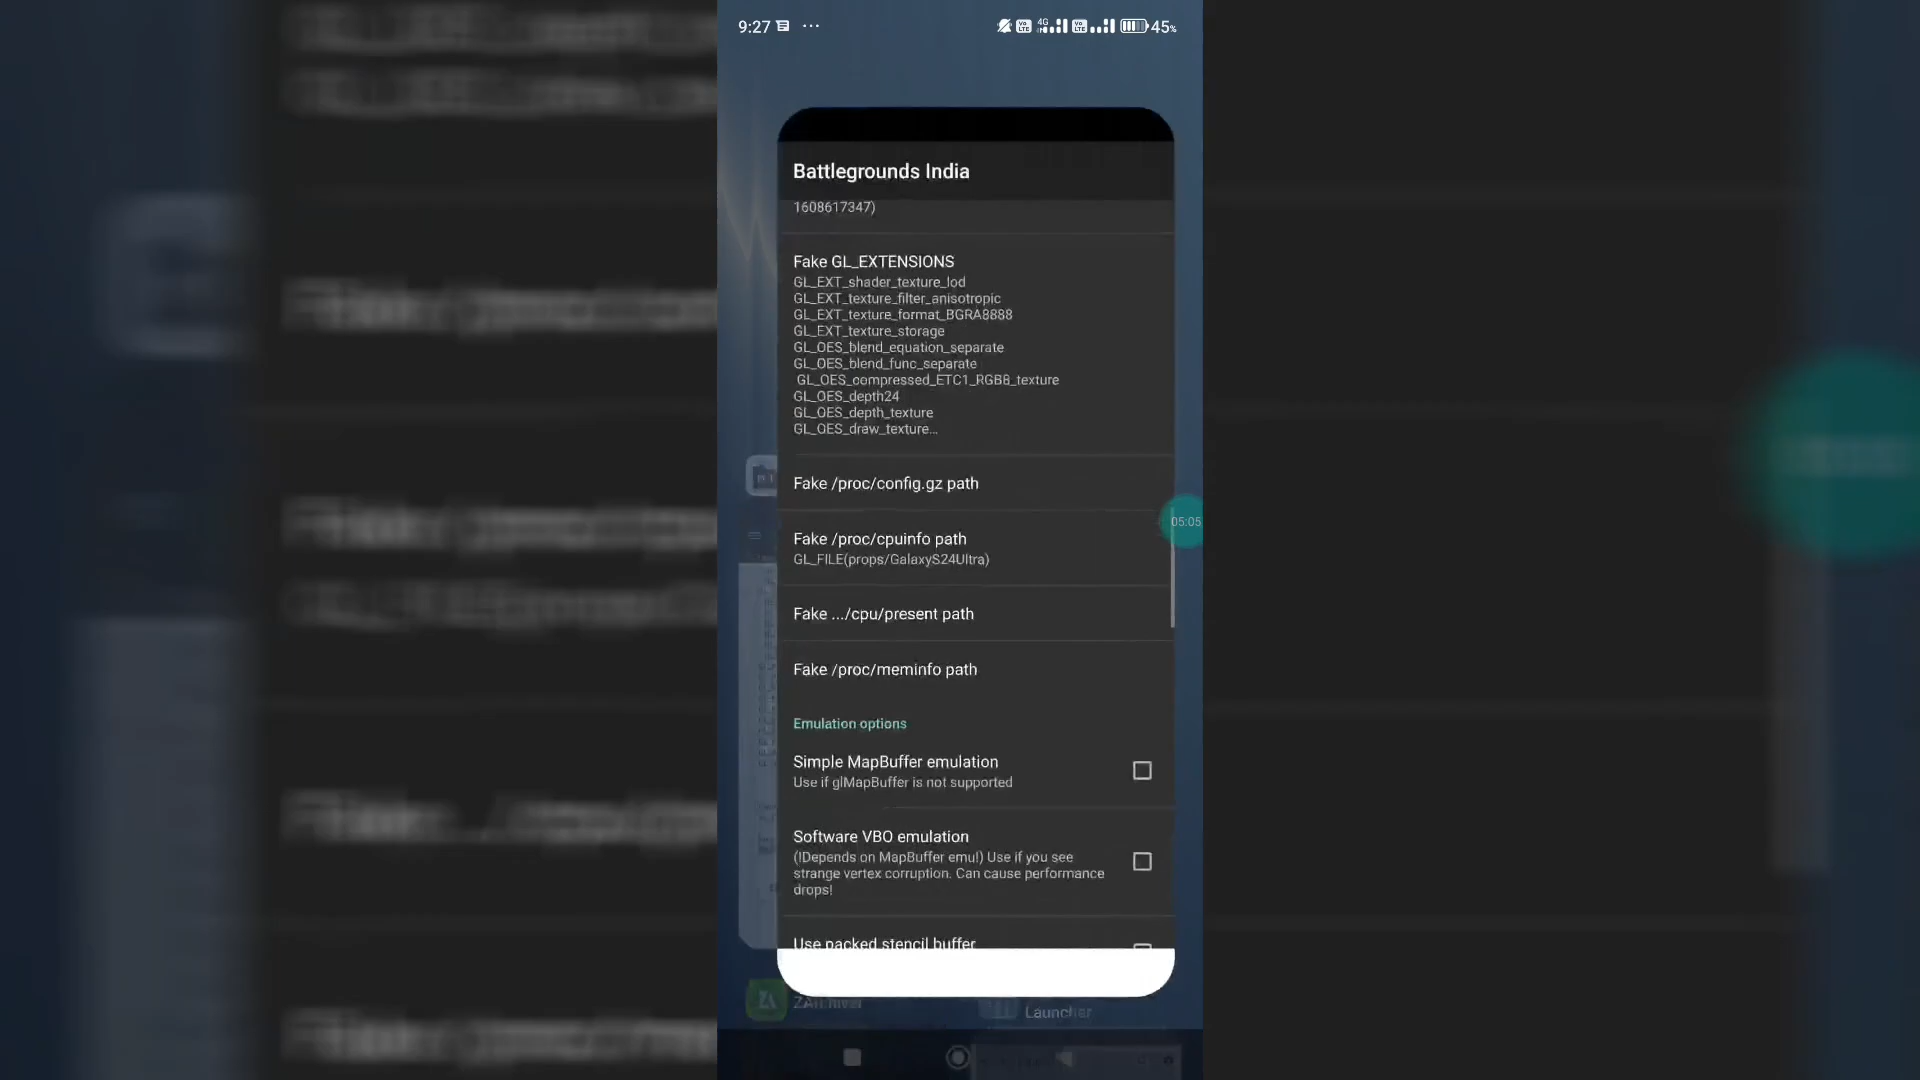 9:27
4G
45%
Battlegrounds India
1608617347)
Fake GL_EXTENSIONS
GL_EXT_shader_texture_lod
GL_EXT_texture_filter_anisotropic
GL_EXT_texture_format_BGRA8888
GL_EXT_texture_storage
GL_OES_blend_equation_separate
GL_OES_blend_func_separate
GL_OES_compressed_ETC1_RGB8_texture
GL_OES_depth24
GL_OES_depth_texture
GL_OES_draw_texture...
Fake /proc/config.gz path
05:05
Fake /proc/cpuinfo path
GL_FILE(props/GalaxyS24Ultra)
Fake .../cpu/present path
Fake /proc/meminfo path
Emulation options
Simple MapBuffer emulation
Use if glMapBuffer is not supported
Software VBO emulation
(!Depends on MapBuffer emu!) Use if you see
strange vertex corruption. Can cause performance
drops!
Use packed stencil buffer
ZArchiver
Launcher